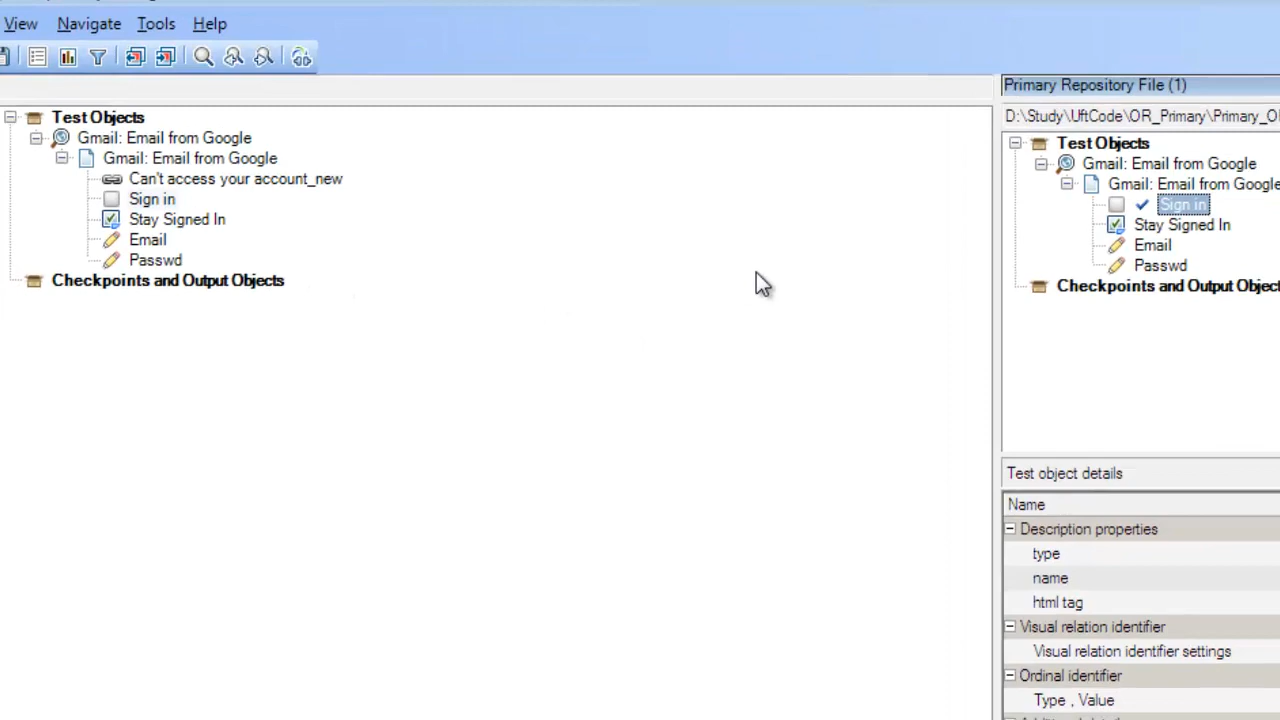 View Navigate Tools Help
Test Objects
Gmail: Email from Google
Gmail: Email from Google
Can't access your account_new
Sign in
Stay Signed In
Email
Passwd
Checkpoints and Output Objects
Primary Repository File (1)
D:\Study\UftCode\OR_Primary\Primary_O
Test Objects
Gmail: Email from Google
Gmail: Email from Google
Sign in
Stay Signed In
Email
Passwd
Checkpoints and Output Object
Test object details
Name
Description properties
type
name
html tag
Visual relation identifier
Visual relation identifier settings
Ordinal identifier
Type , Value